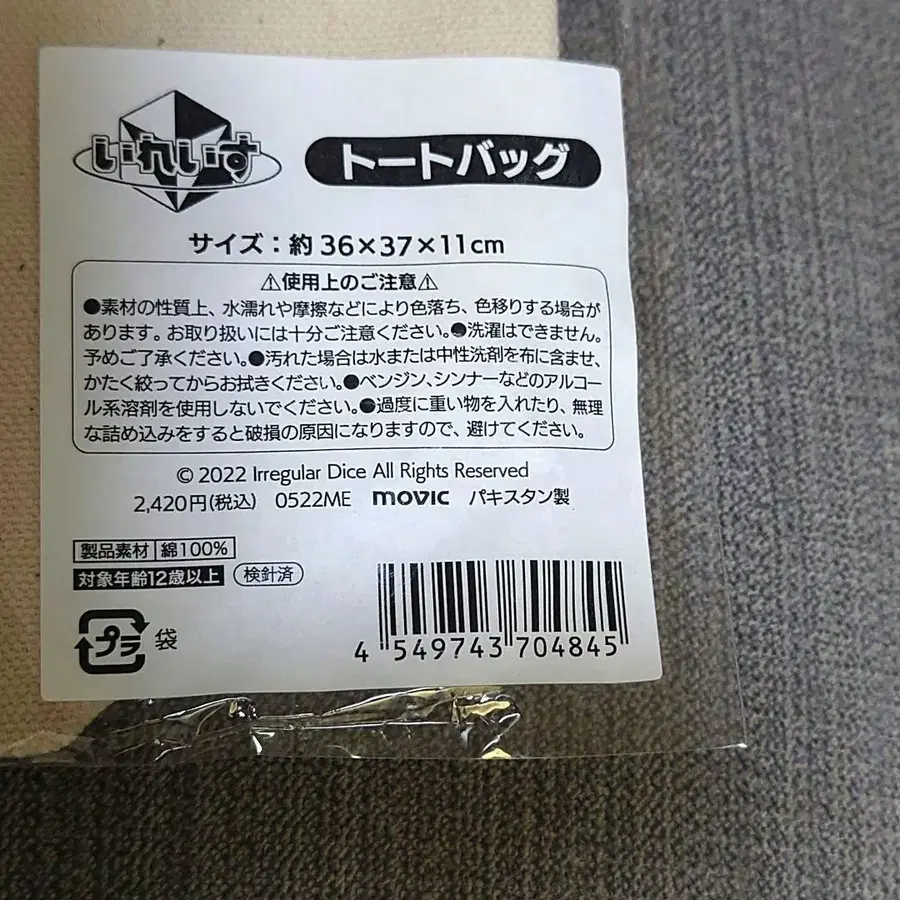 いれいす
トートバッグ
サイズ：約36×37×11cm
⚠使用上のご注意⚠
●素材の性質上、水濡れや摩擦などにより色落ち、色移りする場合が
あります。お取り扱いには十分ご注意ください。●洗濯はできません。
予めご了承ください。●汚れた場合は水または中性洗剤を布に含ませ、
かたく絞ってからお拭きください。●ベンジン、シンナーなどのアルコー
ル系溶剤を使用しないでください。●過度に重い物を入れたり、無理
な詰め込みをすると破損の原因になりますので、避けてください。
© 2022 Irregular Dice All Rights Reserved
2,420円(税込) 0522ME movic パキスタン製
製品素材 綿100%
対象年齢12歳以上 検針済
プラ 袋
4 549743 704845